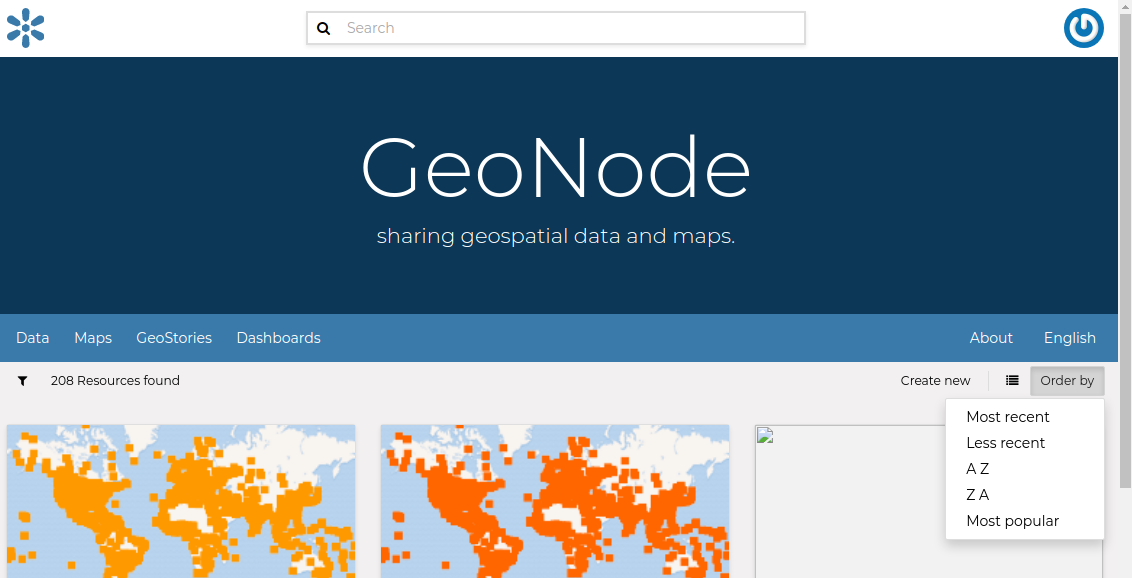 Search
GeoNode
sharing geospatial data and maps.
Data Maps GeoStories Dashboards About English
208 Resources found Create new Order by
Most recent
Less recent
A Z
Z A
Most popular